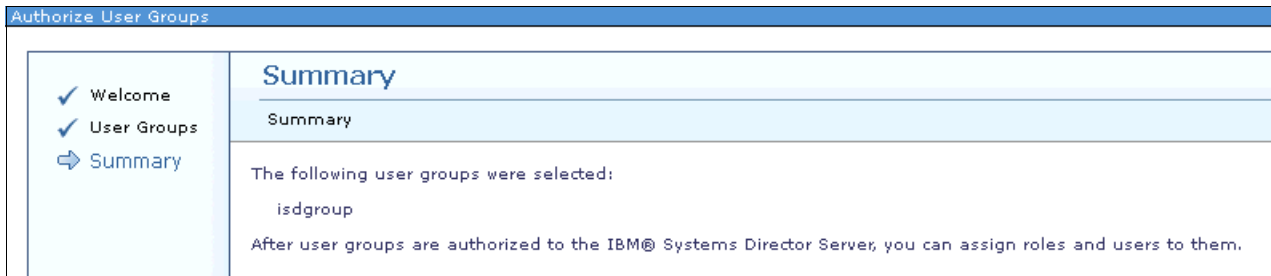 Authorize User Groups
Welcome
User Groups
Summary
Summary
Summary
The following user groups were selected:
isdgroup
After user groups are authorized to the IBM® Systems Director Server, you can assign roles and users to them.